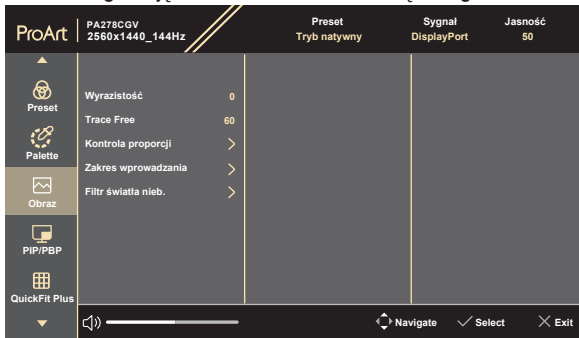 ProArt
PA278CGV
2560x1440_144Hz
Preset
Tryb natywny
Sygnał
DisplayPort
Jasność
50
Preset
Palette
Obraz
PIP/PBP
QuickFit Plus
Wyrazistość 0
Trace Free 60
Kontrola proporcji
Zakres wprowadzania
Filtr światła nieb.
Navigate
Select
Exit